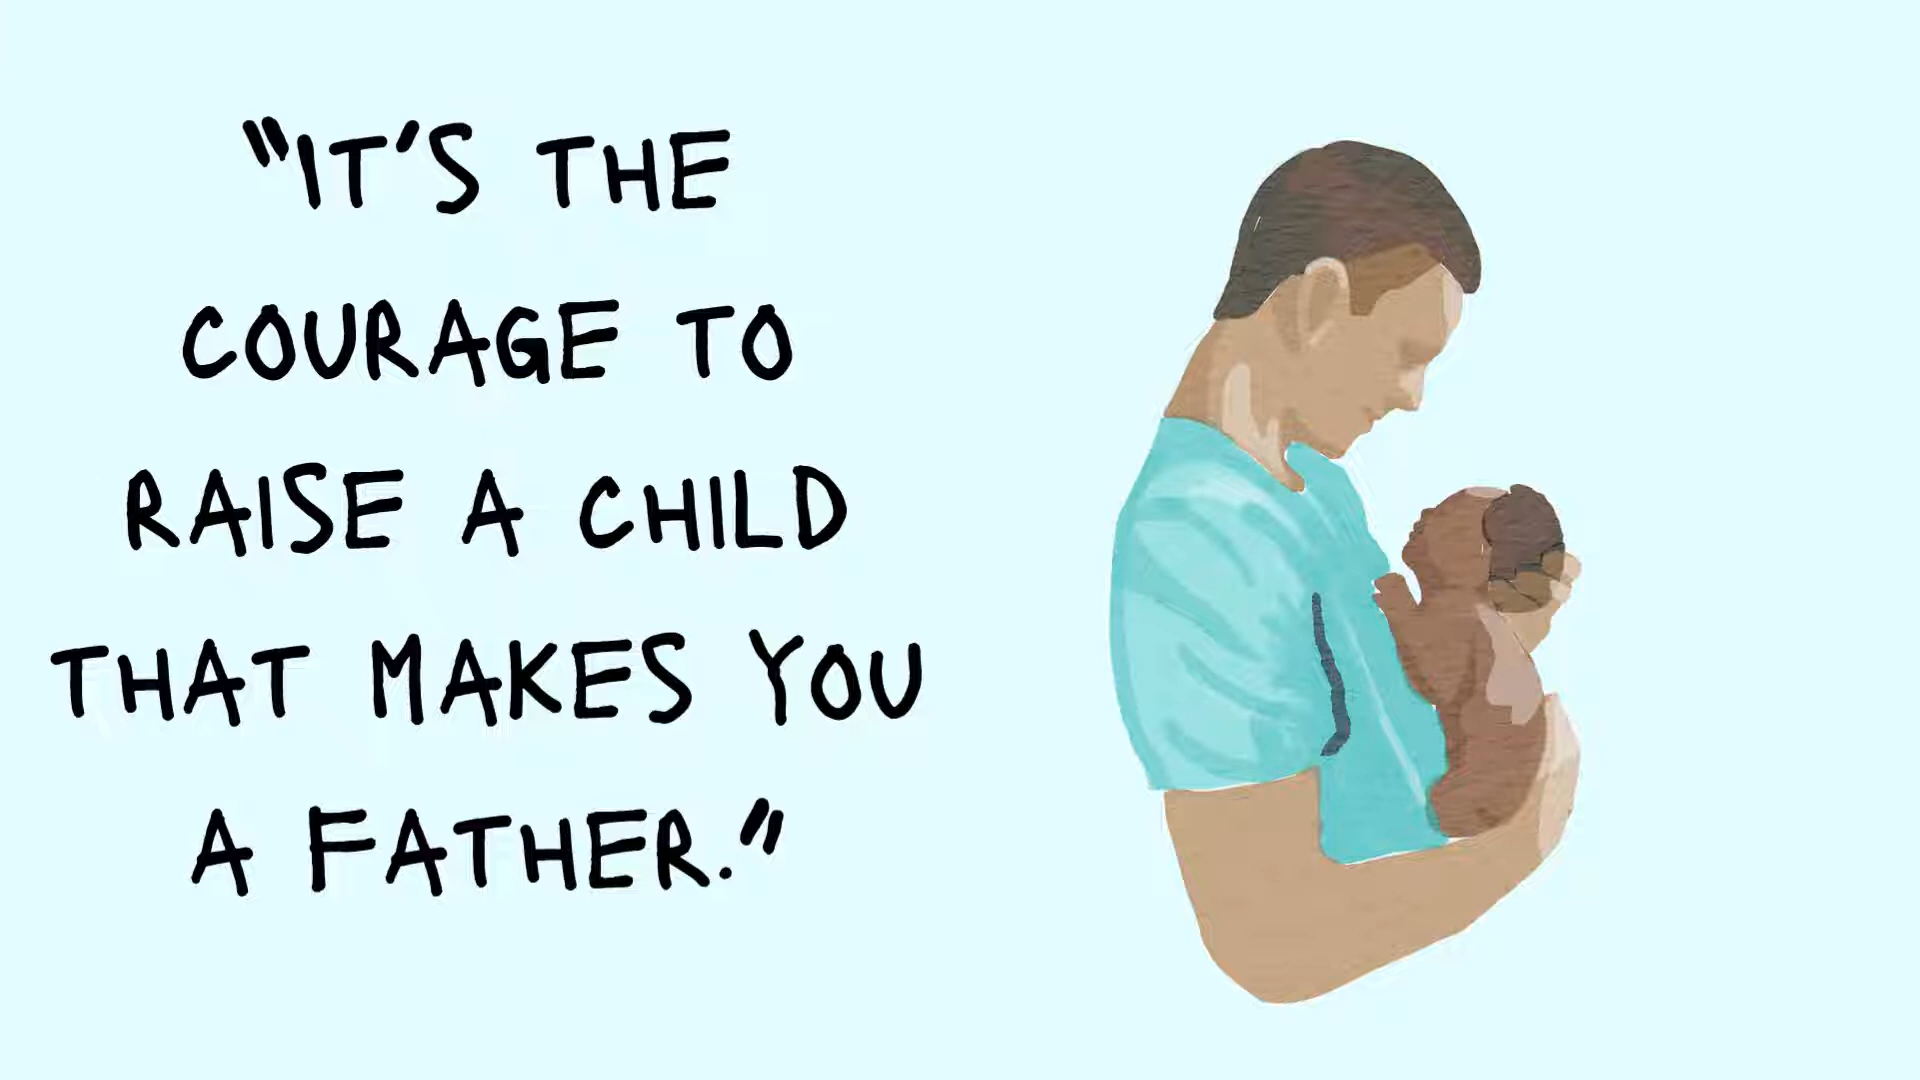 "IT'S THE
COURAGE TO
RAISE A CHILD
THAT MAKES YOU
A FATHER."